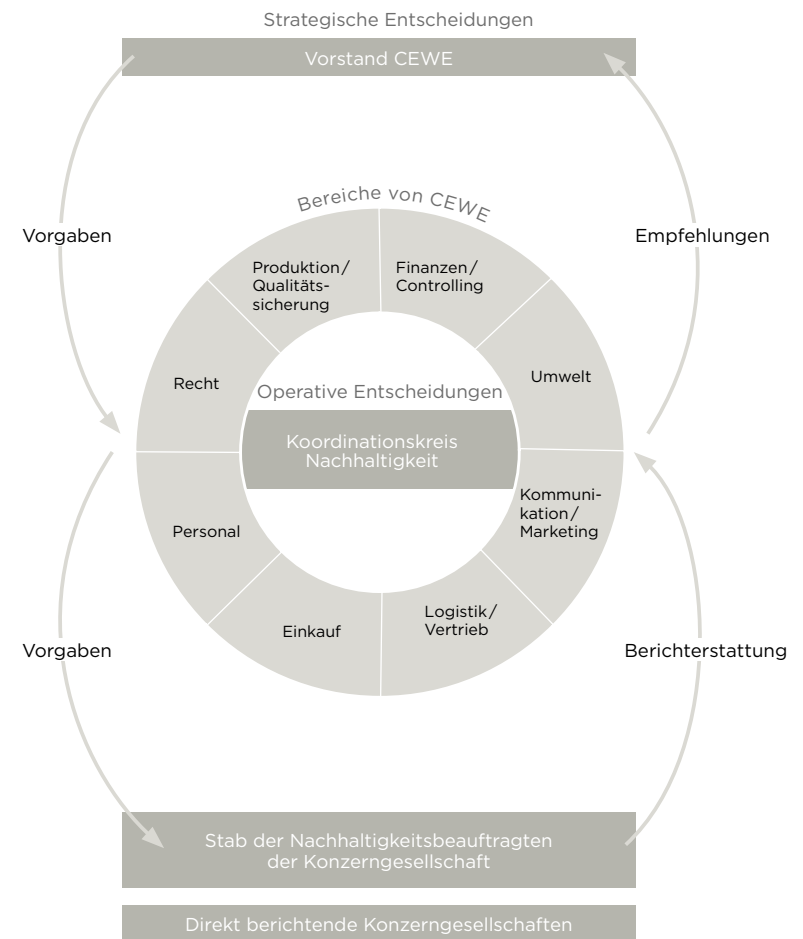 Strategische Entscheidungen
Vorstand CEWE
Vorgaben
Empfehlungen
Bereiche von CEWE
Produktion/
Qualitäts-
sicherung
Finanzen/
Controlling
Recht
Umwelt
Operative Entscheidungen
Koordinationskreis
Nachhaltigkeit
Personal
Kommuni-
kation/
Marketing
Einkauf
Logistik/
Vertrieb
Vorgaben
Berichterstattung
Stab der Nachhaltigkeitsbeauftragten
der Konzerngesellschaft
Direkt berichtende Konzerngesellschaften